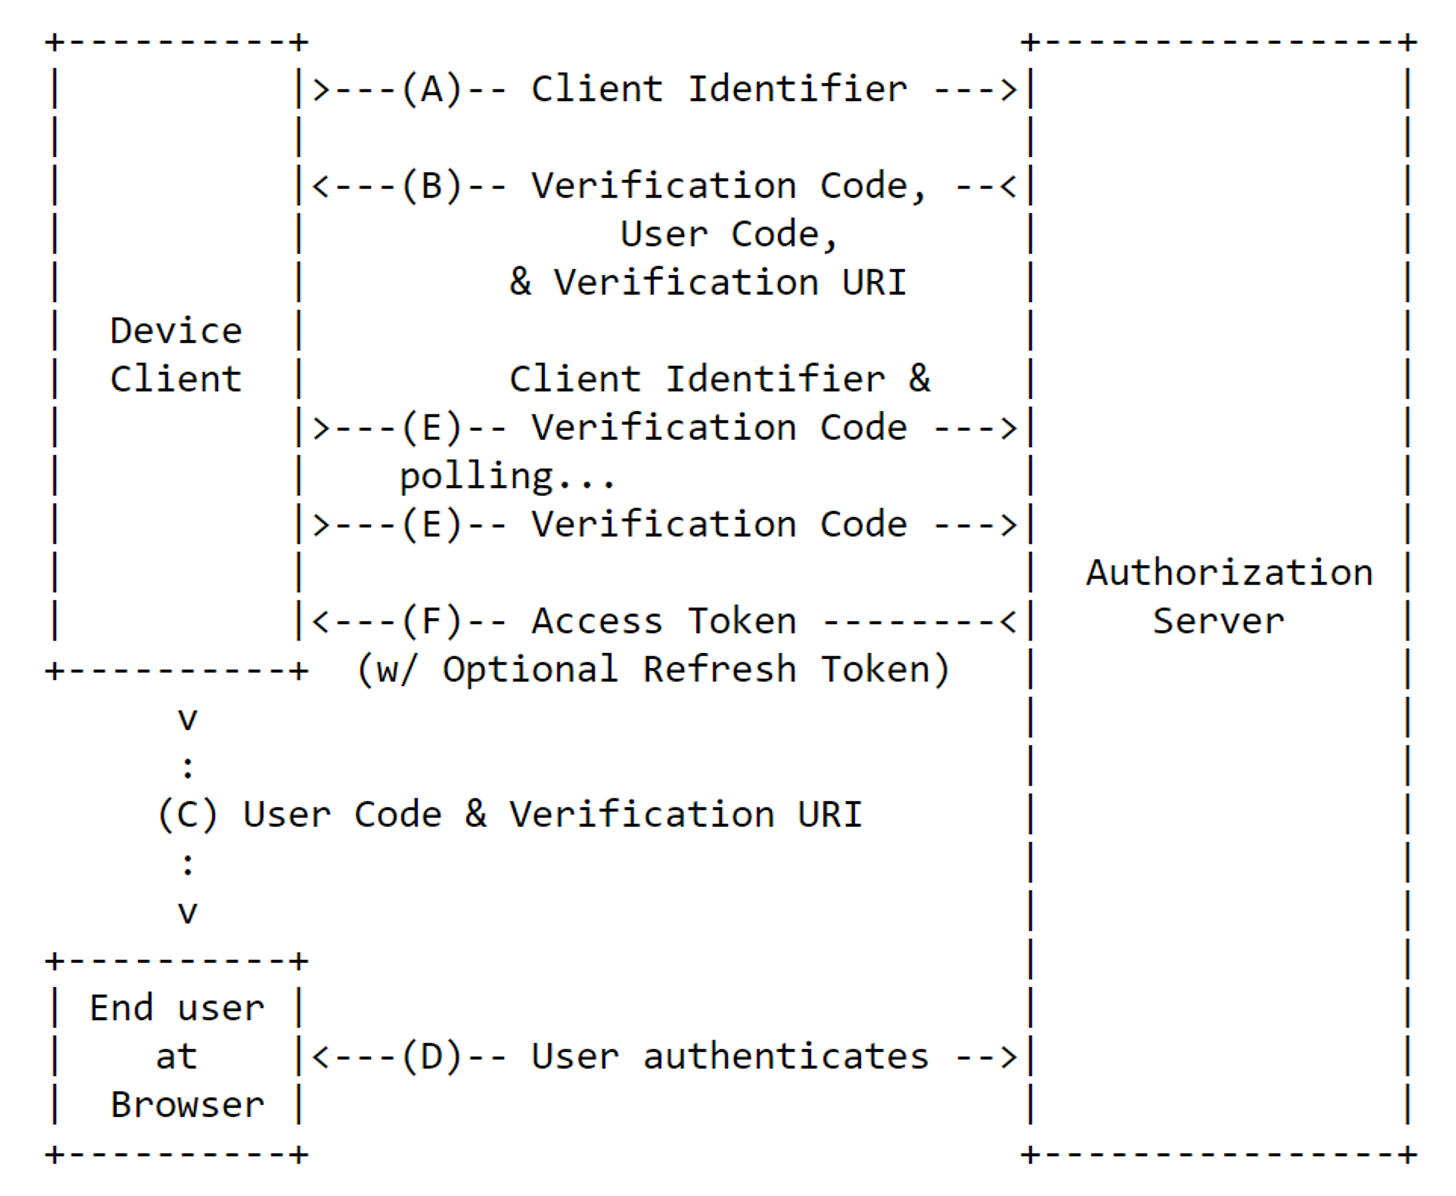 +----------+                                +----------------+
|          |>---(A)-- Client Identifier --->|                |
|          |                                |                |
|          |<---(B)-- Verification Code, --<|                |
|          |              User Code,        |                |
|          |         & Verification URI     |                |
|  Device  |                                |                |
|  Client  |         Client Identifier &    |                |
|          |>---(E)-- Verification Code --->|                |
|          |    polling...                  |                |
|          |>---(E)-- Verification Code --->|                |
|          |                                |  Authorization |
|          |<---(F)-- Access Token --------<|     Server     |
+----------+  (w/ Optional Refresh Token)   |                |
      v                                     |                |
      :                                     |                |
     (C) User Code & Verification URI       |                |
      :                                     |                |
      v                                     |                |
+----------+                                |                |
| End user |                                |                |
|    at    |<---(D)-- User authenticates -->|                |
|  Browser |                                |                |
+----------+                                +----------------+